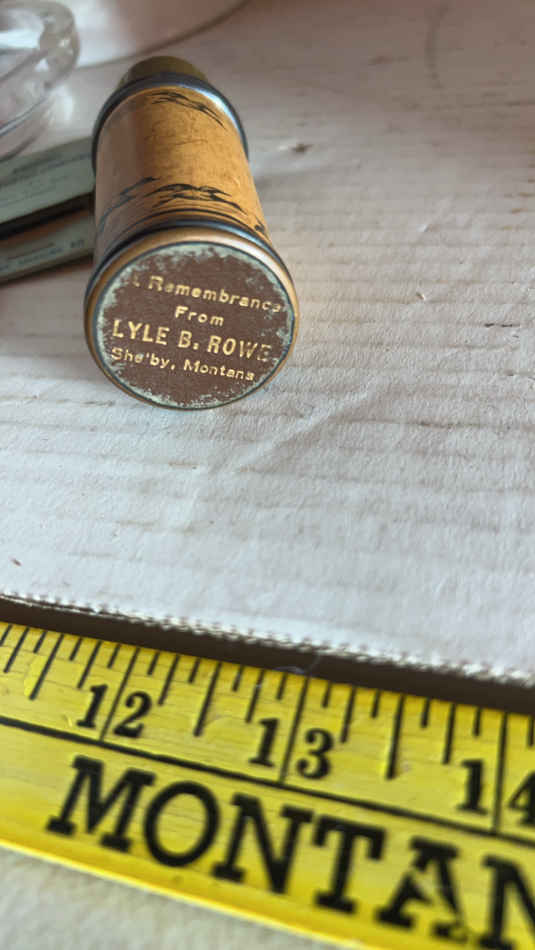 Remembrance
From
LYLE B. ROWE
Shelby, Montana
12 13 14
MONTAN